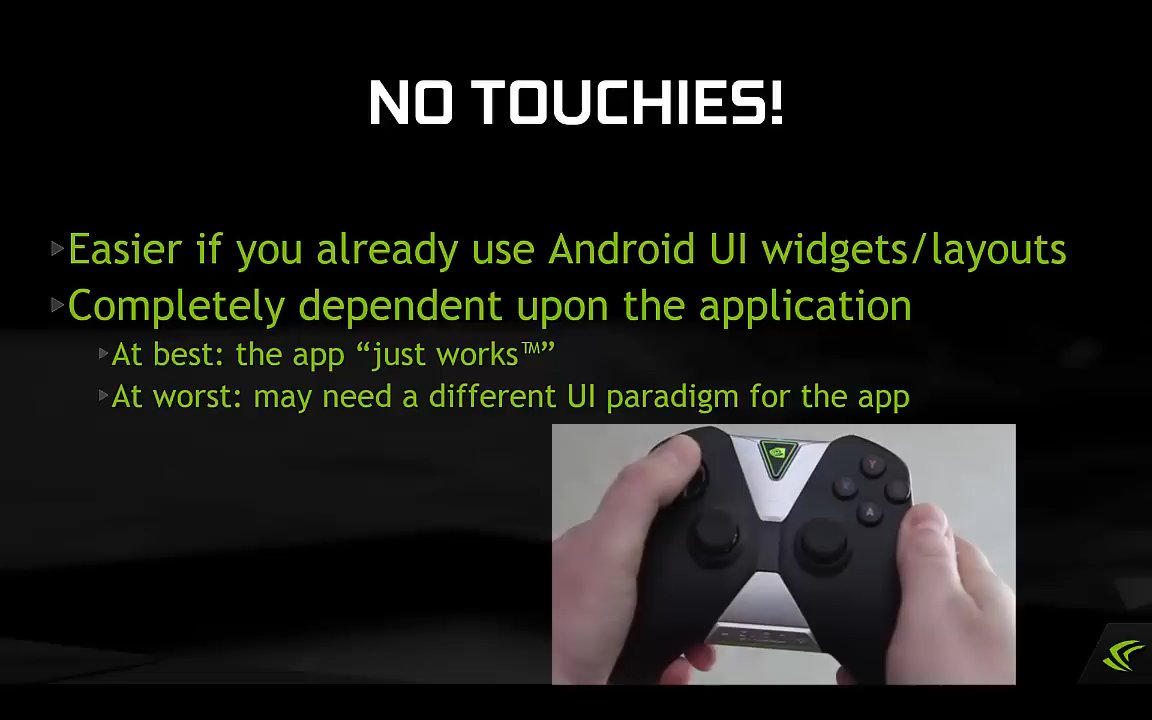 NO TOUCHIES!
Easier if you already use Android UI widgets/layouts
Completely dependent upon the application
At best: the app “just works™”
At worst: may need a different UI paradigm for the app
Y
X
A